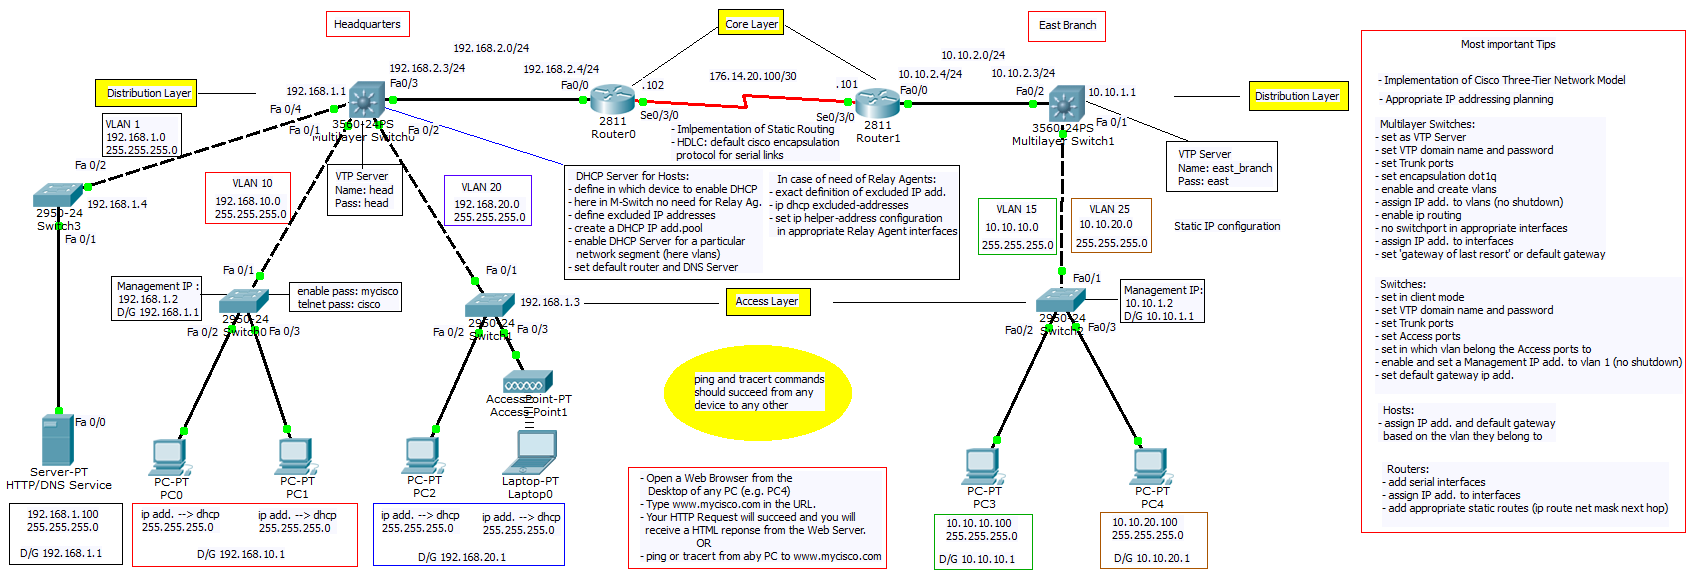 Headquarters
Core Layer
East Branch
192.168.2.0/24
192.168.2.3/24
192.168.2.4/24
Fa0/3
Fa0/0
192.168.1.1
Fa 0/4
Fa 0/1
Fa 0/2
3560-24PS
Multilayer Switch0
.102
Se0/3/0
2811
Router0
176.14.20.100/30
.101
Se0/3/0
2811
Router1
10.10.2.0/24
10.10.2.4/24
10.10.2.3/24
Fa0/0
Fa0/2
10.10.1.1
Fa 0/1
3560-24PS
Multilayer Switch1
Distribution Layer
Distribution Layer
VLAN 1
192.168.1.0
255.255.255.0
Fa 0/2
192.168.1.4
2950-24
Switch3
Fa 0/1
- Imlpementation of Static Routing
- HDLC: default cisco encapsulation
protocol for serial links
VTP Server
Name: head
Pass: head
VTP Server
Name: east_branch
Pass: east
VLAN 10
192.168.10.0
255.255.255.0
VLAN 20
192.168.20.0
255.255.255.0
DHCP Server for Hosts:
- define in which device to enable DHCP
- here in M-Switch no need for Relay Ag.
- define excluded IP addresses
- create a DHCP IP add.pool
- enable DHCP Server for a particular
network segment (here vlans)
- set default router and DNS Server
In case of need of Relay Agents:
- exact definition of excluded IP add.
- ip dhcp excluded-addresses
- set ip helper-address configuration
in appropriate Relay Agent interfaces
VLAN 15
10.10.10.0
255.255.255.0
VLAN 25
10.10.20.0
255.255.255.0
Static IP configuration
Fa 0/1
Management IP :
192.168.1.2
D/G 192.168.1.1
enable pass: mycisco
telnet pass: cisco
2950-24
Switch0
Fa 0/2
Fa 0/3
Fa 0/1
192.168.1.3
2950-24
Switch1
Fa 0/2
Fa 0/3
Access Layer
Fa0/1
Management IP:
10.10.1.2
D/G 10.10.1.1
2950-24
Switch2
Fa0/2
Fa0/3
ping and tracert commands
should succeed from any
device to any other
AccessPoint-PT
Access Point1
Fa 0/0
Server-PT
HTTP/DNS Service
PC-PT
PC0
PC-PT
PC1
PC-PT
PC2
Laptop-PT
Laptop0
PC-PT
PC3
PC-PT
PC4
192.168.1.100
255.255.255.0
D/G 192.168.1.1
ip add. --> dhcp
255.255.255.0
ip add. --> dhcp
255.255.255.0
D/G 192.168.10.1
ip add. --> dhcp
255.255.255.0
ip add. --> dhcp
255.255.255.0
D/G 192.168.20.1
- Open a Web Browser from the
Desktop of any PC (e.g. PC4)
- Type www.mycisco.com in the URL.
- Your HTTP Request will succeed and you will
receive a HTML reponse from the Web Server.
OR
- ping or tracert from aby PC to www.mycisco.com
10.10.10.100
255.255.255.0
D/G 10.10.10.1
10.10.20.100
255.255.255.0
D/G 10.10.20.1
Most important Tips
- Implementation of Cisco Three-Tier Network Model
- Appropriate IP addressing planning
Multilayer Switches:
- set as VTP Server
- set VTP domain name and password
- set Trunk ports
- set encapsulation dot1q
- enable and create vlans
- assign IP add. to vlans (no shutdown)
- enable ip routing
- no switchport in appropriate interfaces
- assign IP add. to interfaces
- set 'gateway of last resort' or default gateway
Switches:
- set in client mode
- set VTP domain name and password
- set Trunk ports
- set Access ports
- set in which vlan belong the Access ports to
- enable and set a Management IP add. to vlan 1 (no shutdown)
- set default gateway ip add.
Hosts:
- assign IP add. and default gateway
based on the vlan they belong to
Routers:
- add serial interfaces
- assign IP add. to interfaces
- add appropriate static routes (ip route net mask next hop)